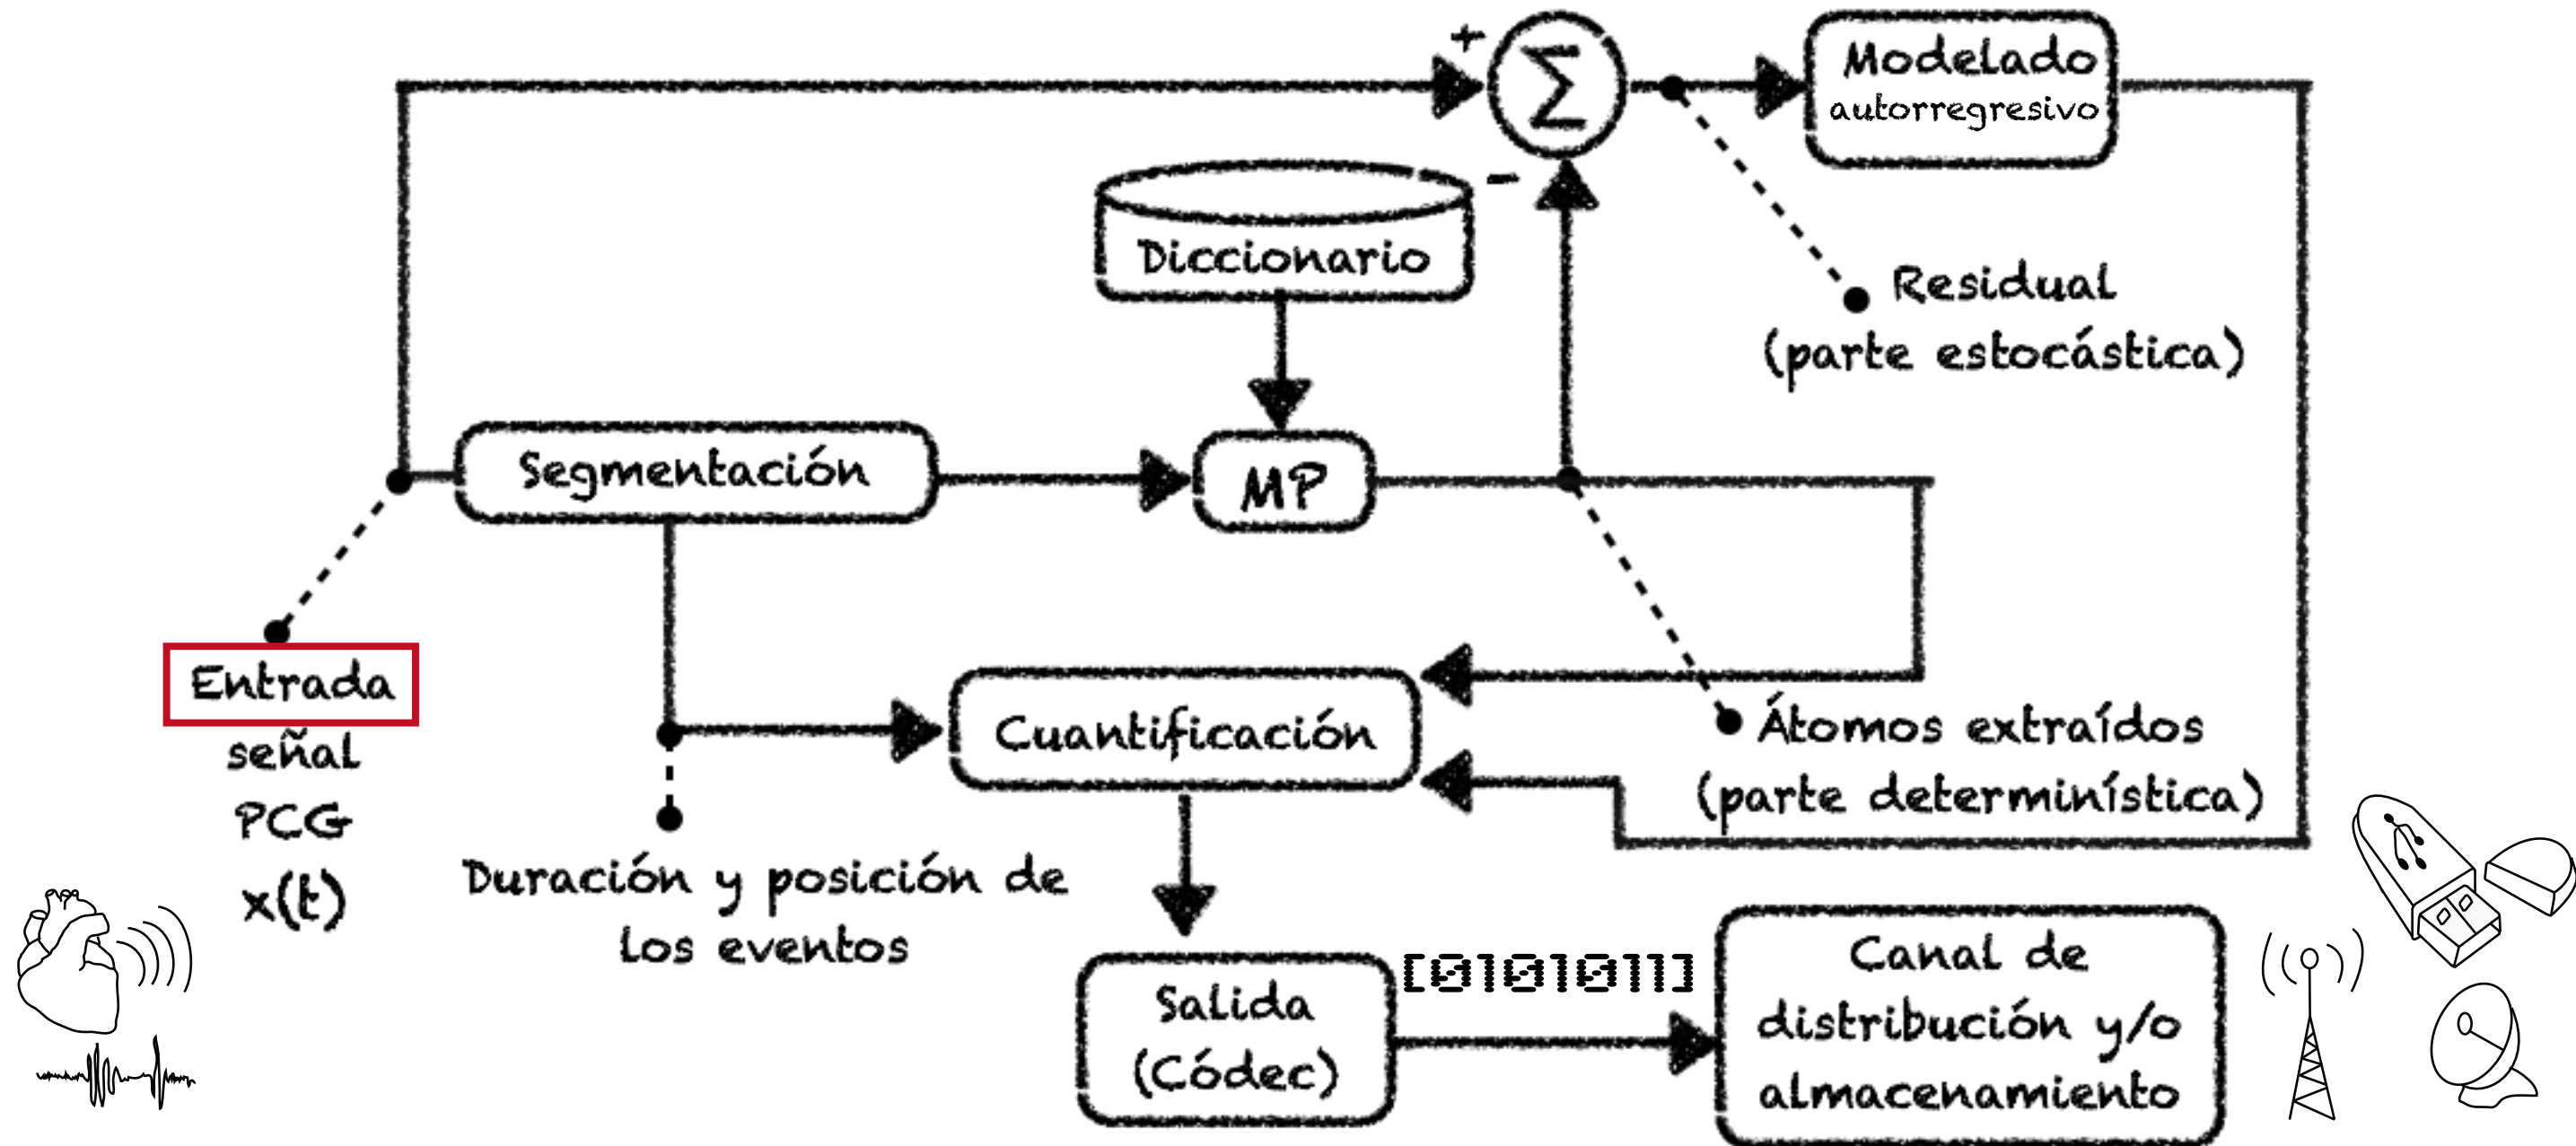 +
Σ
Modelado
autorregresivo
-
Diccionario
Residual
(parte estocástica)
Segmentación
MP
Entrada
señal
PCG
x(t)
Cuantificación
Átomos extraídos
(parte determinística)
Duración y posición de
los eventos
Salida
(Códec)
[0101011]
Canal de
distribución y/o
almacenamiento